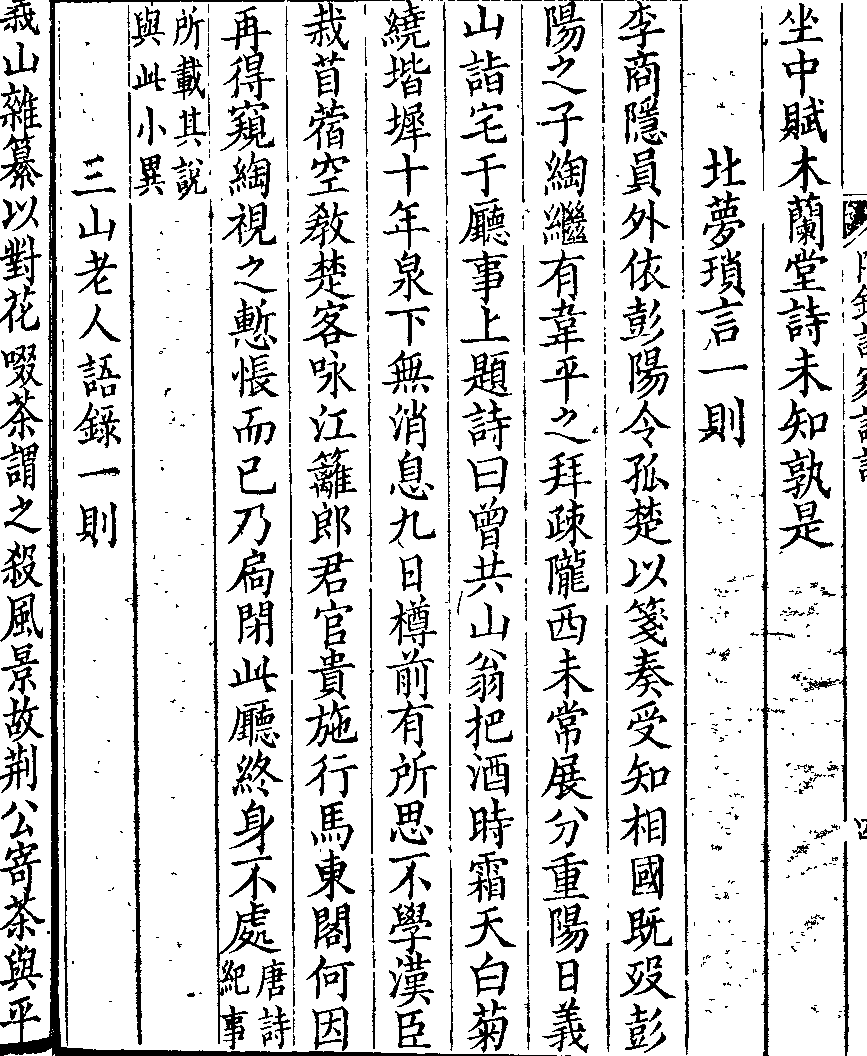 坐中賦木蘭堂詩未知孰是
北夢瑣言一則
李商隱員外依彭陽令孤楚以箋奏受知相國既歿彭
陽之子綯繼有韋平之拜疎隴西未常展分重陽日義
山詣宅于廳事上題詩曰曾共山翁把酒時霜天白菊
繞堦墀十年泉下無消息九日樽前有所思不學漢臣
栽苜蓿空教楚客咏江籬郎君官貴施行馬東閣何因
再得窺綯視之慙悵而已乃扃閉此廳終身不處唐詩紀事
所載其說與此小異
三山老人語錄一則
義山雜纂以對花啜茶謂之殺風景故荆公寄茶與平